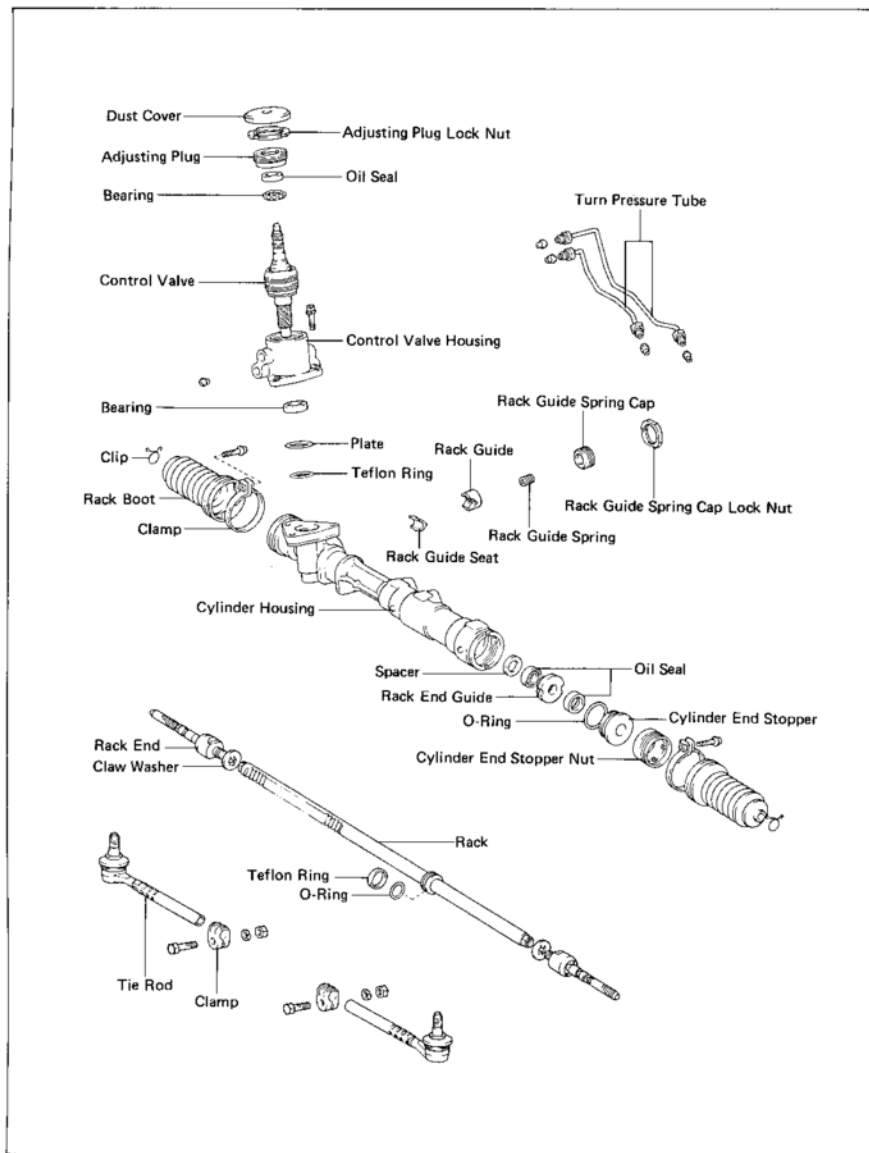 Dust Cover
Adjusting Plug Lock Nut
Adjusting Plug
Oil Seal
Bearing
Turn Pressure Tube
Control Valve
Control Valve Housing
Bearing
Rack Guide Spring Cap
Plate
Rack Guide
Clip
Teflon Ring
Rack Boot
Rack Guide Spring Cap Lock Nut
Clamp
Rack Guide Spring
Rack Guide Seat
Cylinder Housing
Spacer
Oil Seal
Rack End Guide
O-Ring
Cylinder End Stopper
Rack End
Cylinder End Stopper Nut
Claw Washer
Rack
Teflon Ring
O-Ring
Tie Rod
Clamp